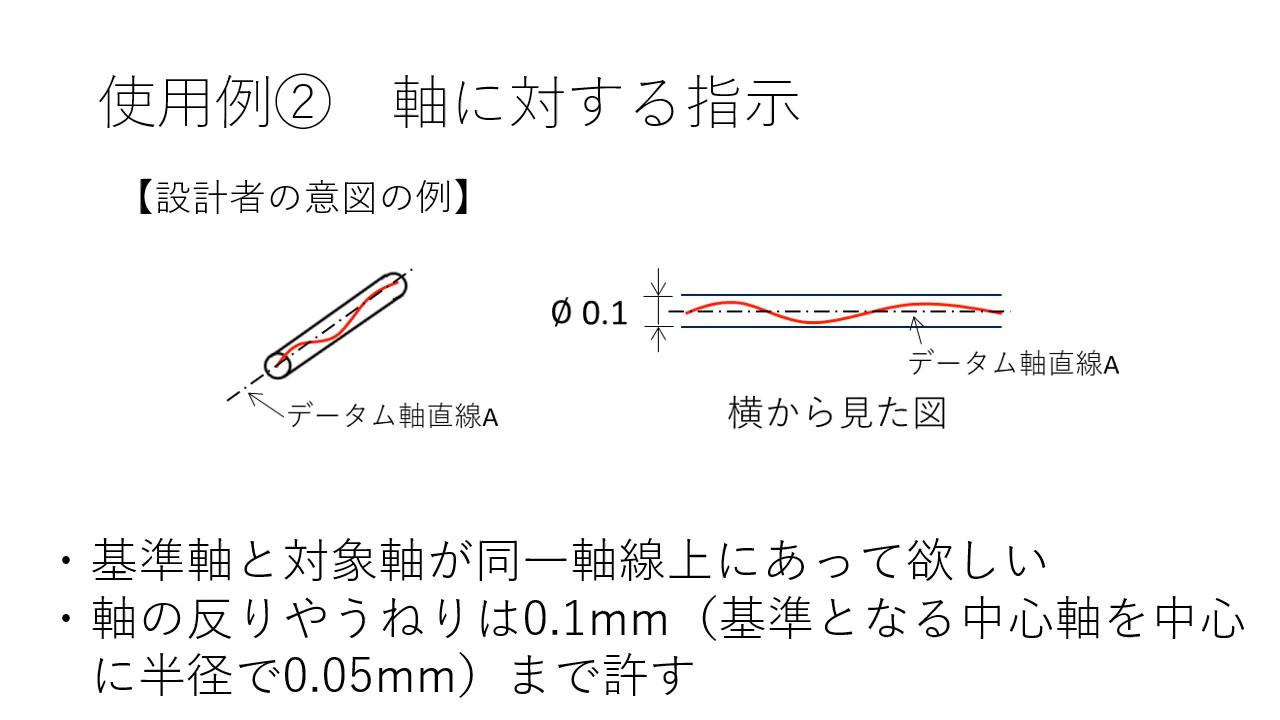 使用例② 軸に対する指示
【設計者の意図の例】
Ø 0.1
データム軸直線A
データム軸直線A
横から見た図
・基準軸と対象軸が同一軸線上にあって欲しい
・軸の反りやうねりは0.1mm（基準となる中心軸を中心
に半径で0.05mm）まで許す